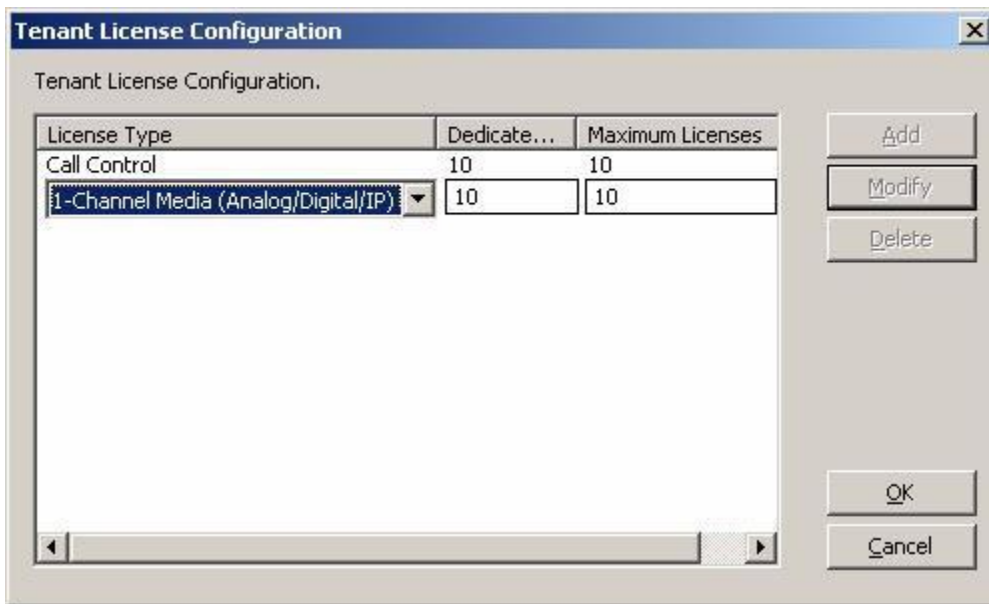 Tenant License Configuration
Tenant License Configuration.
License Type Dedicate... Maximum Licenses
Call Control 10 10
1-Channel Media (Analog/Digital/IP) 10 10
Add
Modify
Delete
OK
Cancel